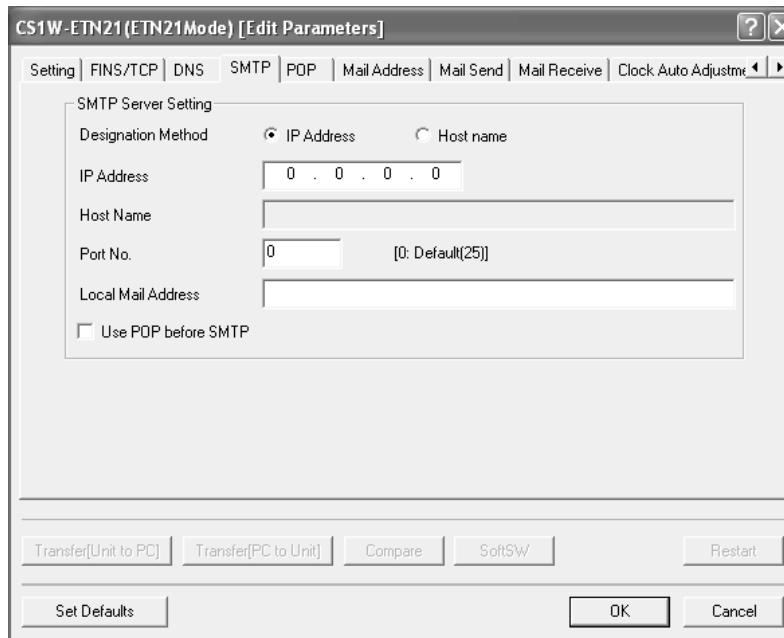 CS1W-ETN21(ETN21Mode) [Edit Parameters]
Setting FINS/TCP DNS SMTP POP Mail Address Mail Send Mail Receive Clock Auto Adjustme
SMTP Server Setting
Designation Method IP Address Host name
IP Address 0 . 0 . 0 . 0
Host Name
Port No. 0 [0: Default(25)]
Local Mail Address
Use POP before SMTP
Transfer[Unit to PC] Transfer[PC to Unit] Compare SoftSW Restart
Set Defaults OK Cancel